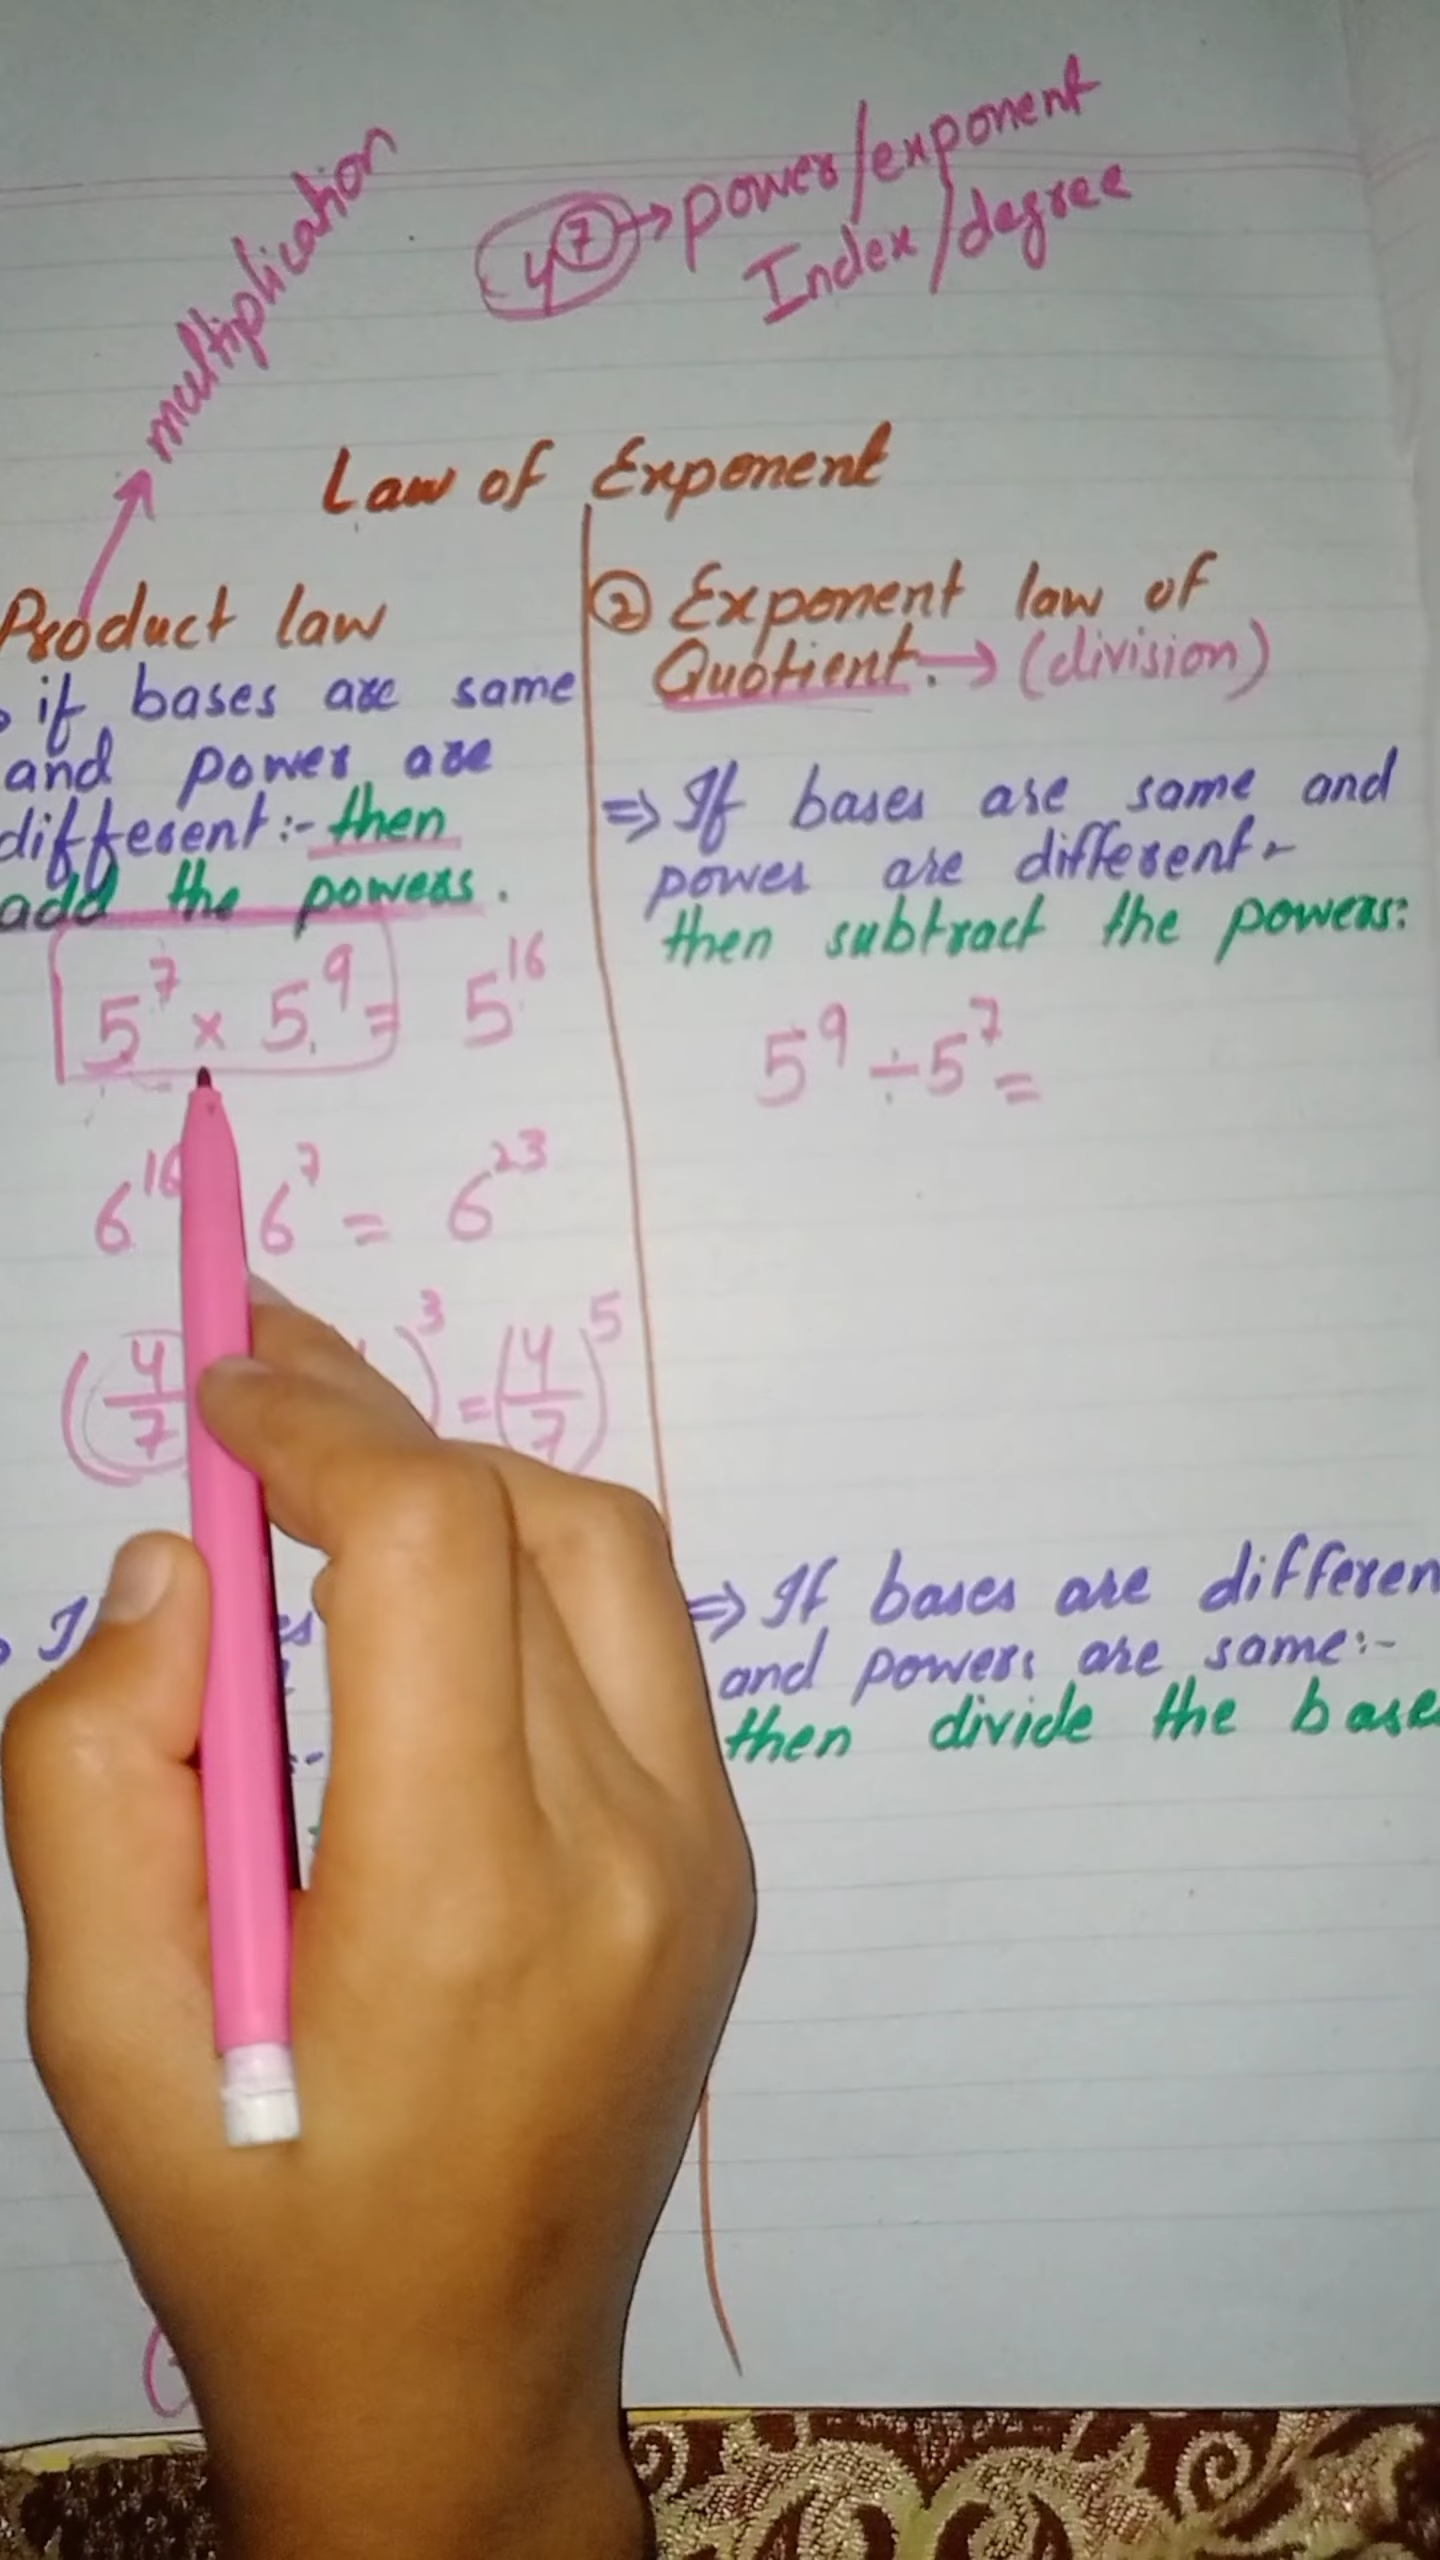 multiplication
4⁷ → power/exponent
Index/degree
Law of Exponent
Product law
if bases are same
and power are
different:- then
add the powers.
5⁷ × 5⁹ = 5¹⁶
6¹⁶ 6⁷ = 6²³
(4/7 )³ = (4/7)⁵
② Exponent law of
Quotient. → (division)
⇒ If bases are same and
power are different-
then subtract the powers:
5⁹ ÷ 5⁷ =
⇒ If bases are differen
and powers are same:-
then divide the base